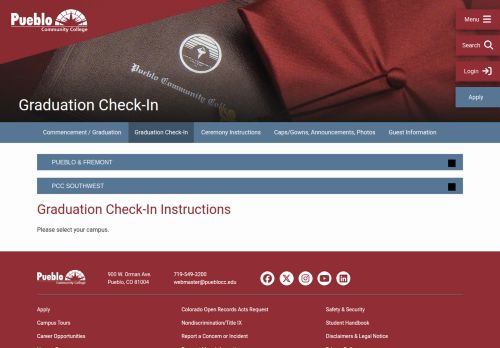 Pueblo
Community College
Menu
Search
Login
Apply
Pueblo Community College
Graduation Check-In
Commencement / Graduation
Graduation Check-In
Ceremony Instructions
Caps/Gowns, Announcements, Photos
Guest Information
PUEBLO & FREMONT
PCC SOUTHWEST
Graduation Check-In Instructions
Please select your campus.
Pueblo
Community College
900 W. Orman Ave.
Pueblo, CO 81004
719-549-3200
webmaster@pueblocc.edu
Apply
Colorado Open Records Acts Request
Safety & Security
Campus Tours
Nondiscrimination/Title IX
Student Handbook
Career Opportunities
Report a Concern or Incident
Disclaimers & Legal Notice